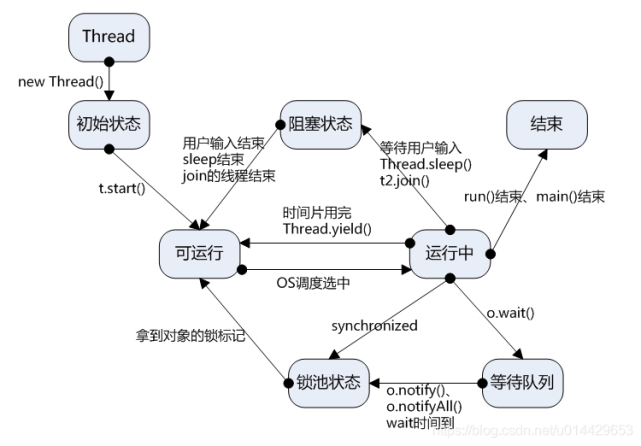 Thread
new Thread()
初始状态
阻塞状态
结束
用户输入结束
sleep结束
join的线程结束
等待用户输入
Thread.sleep()
t2.join()
t.start()
run()结束、main()结束
时间片用完
Thread.yield()
可运行
运行中
OS调度选中
o.wait()
synchronized
拿到对象的锁标记
锁池状态
等待队列
o.notify()、
o.notifyAll()
wait时间到
https://blog.csdn.net/u014429653